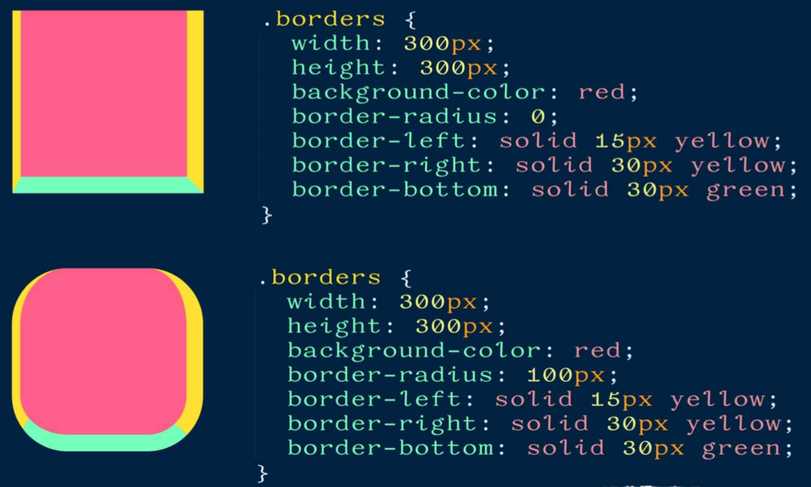 .borders {
width: 300px;
height: 300px;
background-color: red;
border-radius: 0;
border-left: solid 15px yellow;
border-right: solid 30px yellow;
border-bottom: solid 30px green;
}
.borders {
width: 300px;
height: 300px;
background-color: red;
border-radius: 100px;
border-left: solid 15px yellow;
border-right: solid 30px yellow;
border-bottom: solid 30px green;
}